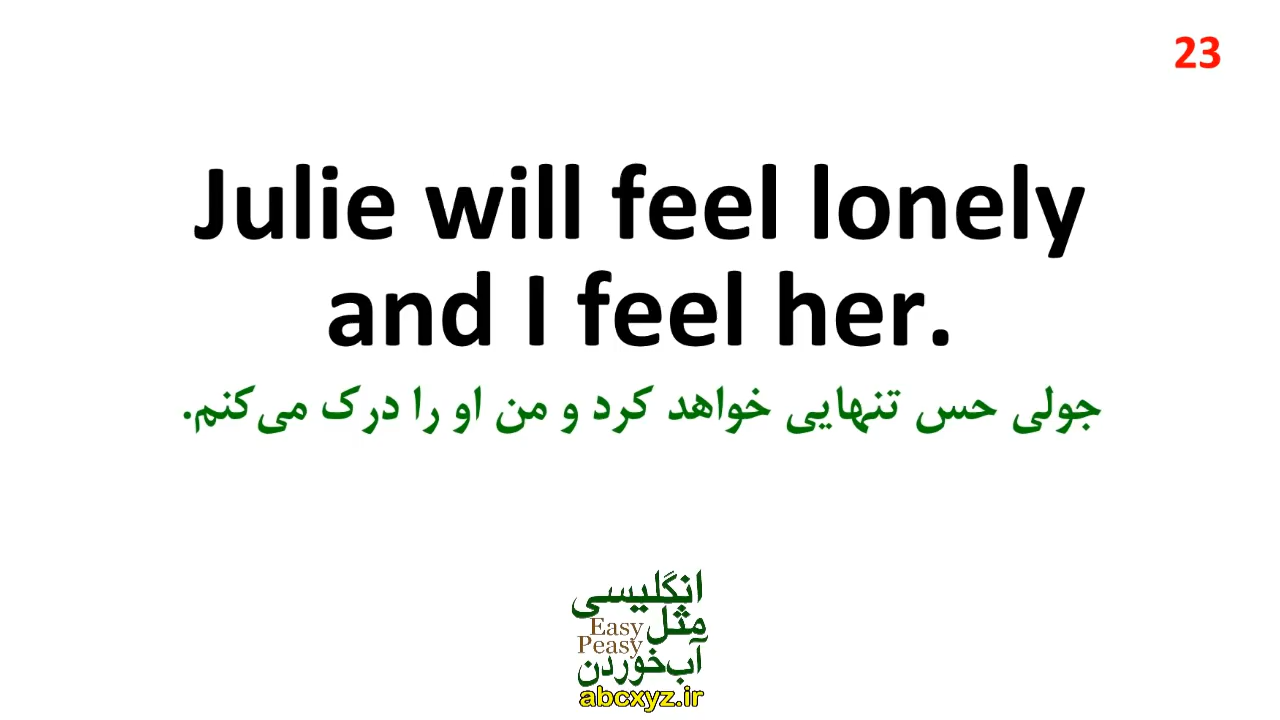 23
Julie will feel lonely
and I feel her.
جولی حس تنهایی خواهد کرد و من او را درک می‌کنم.
انگلیسی
مثل
Easy
Peasy
آب‌خوردن
abcxyz.ir